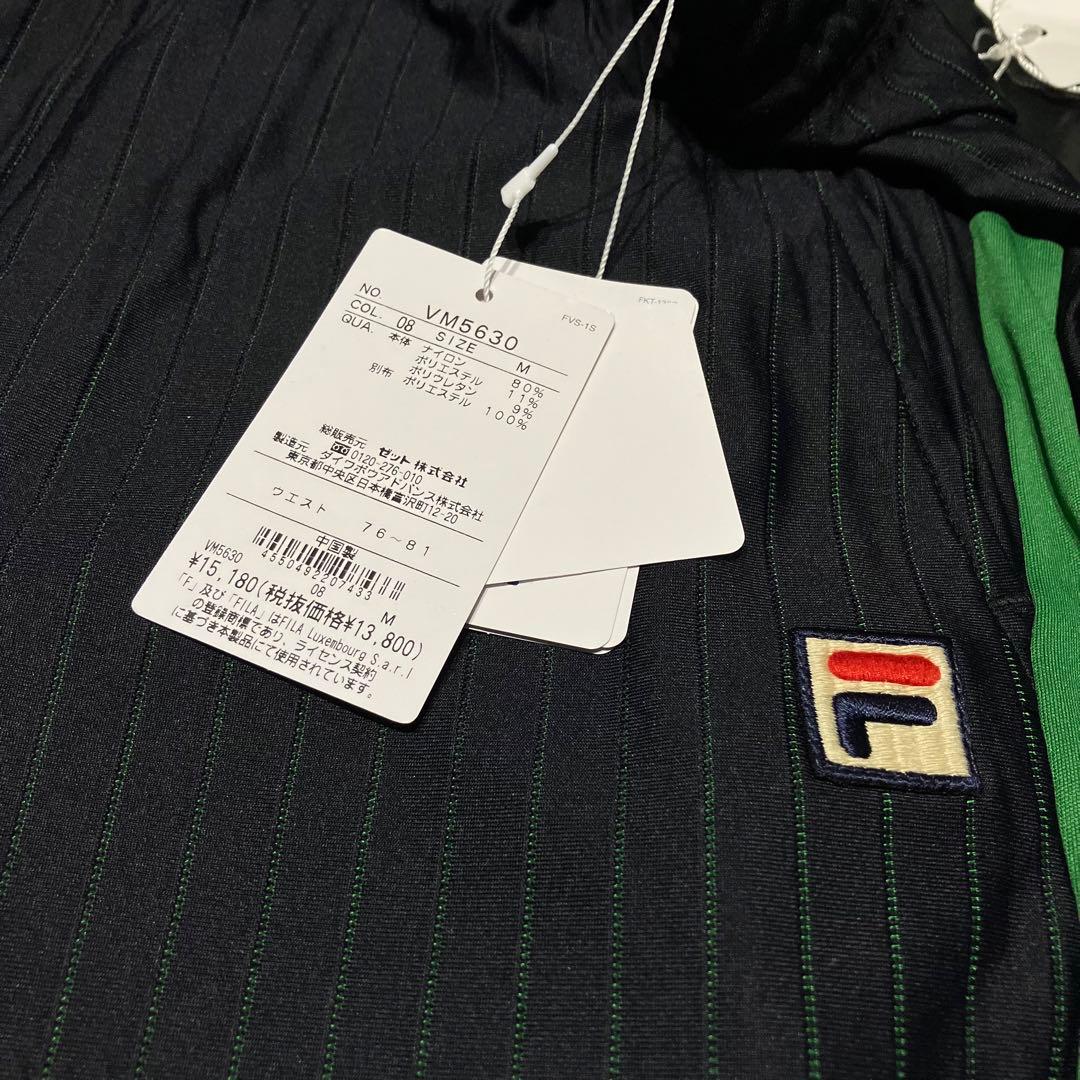 NO. VM5630
FVS-1S
COL. 08 SIZE M
QUA. 本体 ナイロン 80%
ポリエステル 11%
ポリウレタン 9%
別布 ポリエステル 100%
総販売元 ゼット株式会社
0120-276-010
製造元 ダイワボウアドバンス株式会社
東京都中央区日本橋富沢町12-20
ウエスト 76~81
中国製
4550492207433
VM5630 08 M
¥15,180(税抜価格¥13,800)
「F」及び「FILA」はFILA Luxembourg S.a.r.l
の登録商標であり、ライセンス契約
に基づき本製品にて使用されています。
F